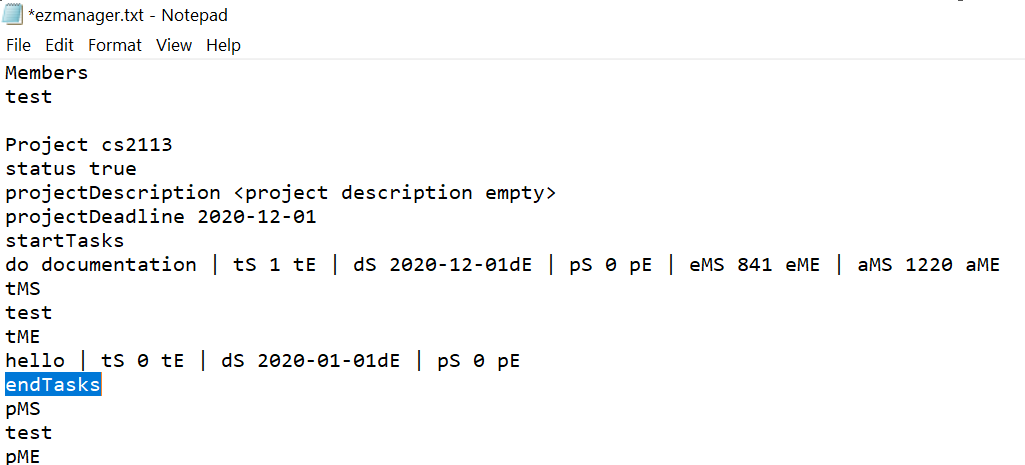 *ezmanager.txt - Notepad
File Edit Format View Help
Members
test
Project cs2113
status true
projectDescription <project description empty>
projectDeadline 2020-12-01
startTasks
do documentation | tS 1 tE | dS 2020-12-01dE | pS 0 pE | eMS 841 eME | aMS 1220 aME
tMS
test
tME
hello | tS 0 tE | dS 2020-01-01dE | pS 0 pE
endTasks
pMS
test
pME